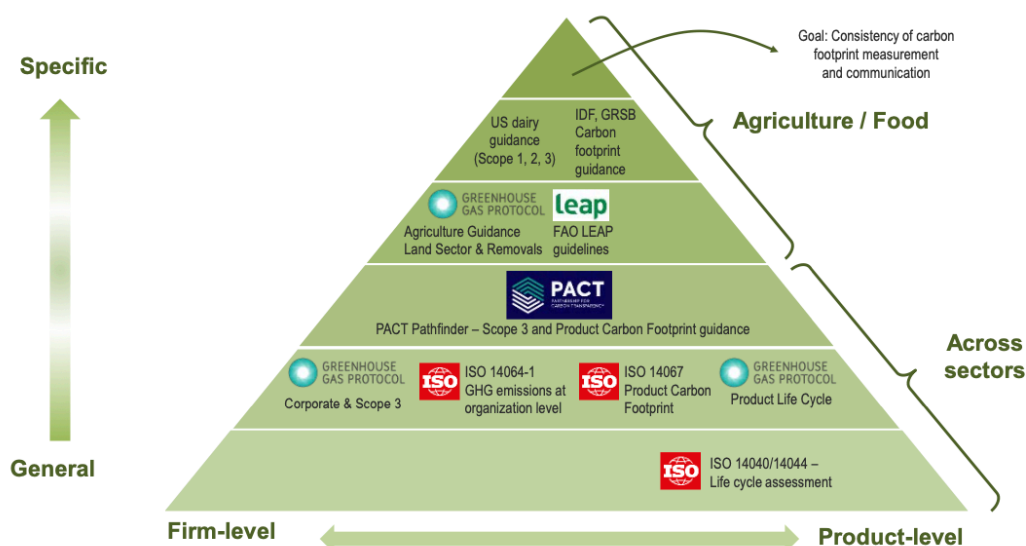 Goal: Consistency of carbon
footprint measurement
and communication
Specific
Agriculture / Food
US dairy
guidance
(Scope 1, 2, 3)
IDF, GRSB
Carbon
footprint
guidance
GREENHOUSE
GAS PROTOCOL
Agriculture Guidance
Land Sector & Removals
leap
FAO LEAP
guidelines
PACT
PARTNERSHIP FOR
CARBON TRANSPARENCY
PACT Pathfinder – Scope 3 and Product Carbon Footprint guidance
Across
sectors
GREENHOUSE
GAS PROTOCOL
Corporate & Scope 3
ISO
ISO 14064-1
GHG emissions at
organization level
ISO
ISO 14067
Product Carbon
Footprint
GREENHOUSE
GAS PROTOCOL
Product Life Cycle
General
ISO
ISO 14040/14044 –
Life cycle assessment
Firm-level
Product-level